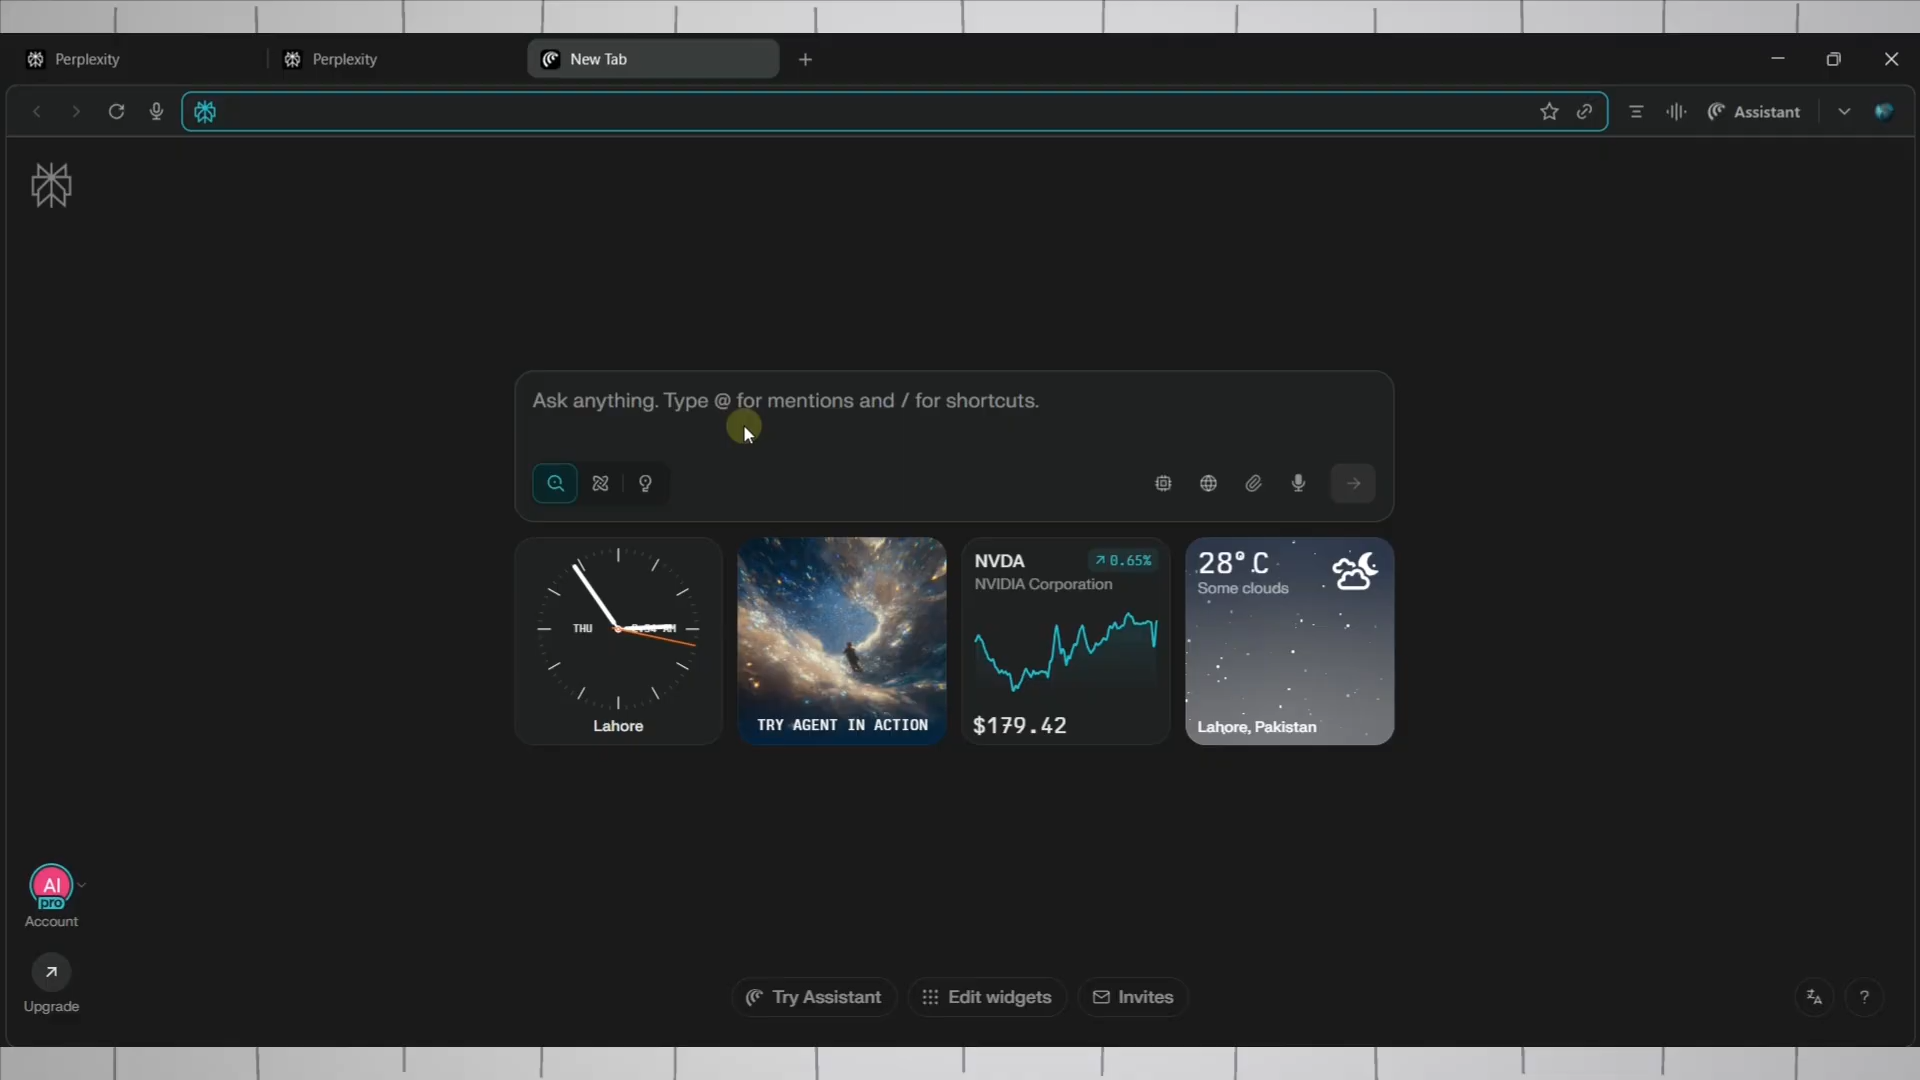 Perplexity
Perplexity
New Tab
Assistant
Ask anything. Type @ for mentions and / for shortcuts.
THU
Lahore
TRY AGENT IN ACTION
NVDA
0.65%
NVIDIA Corporation
$179.42
28° C
Some clouds
Lahore, Pakistan
AI
pro
Account
Upgrade
Try Assistant
Edit widgets
Invites
?